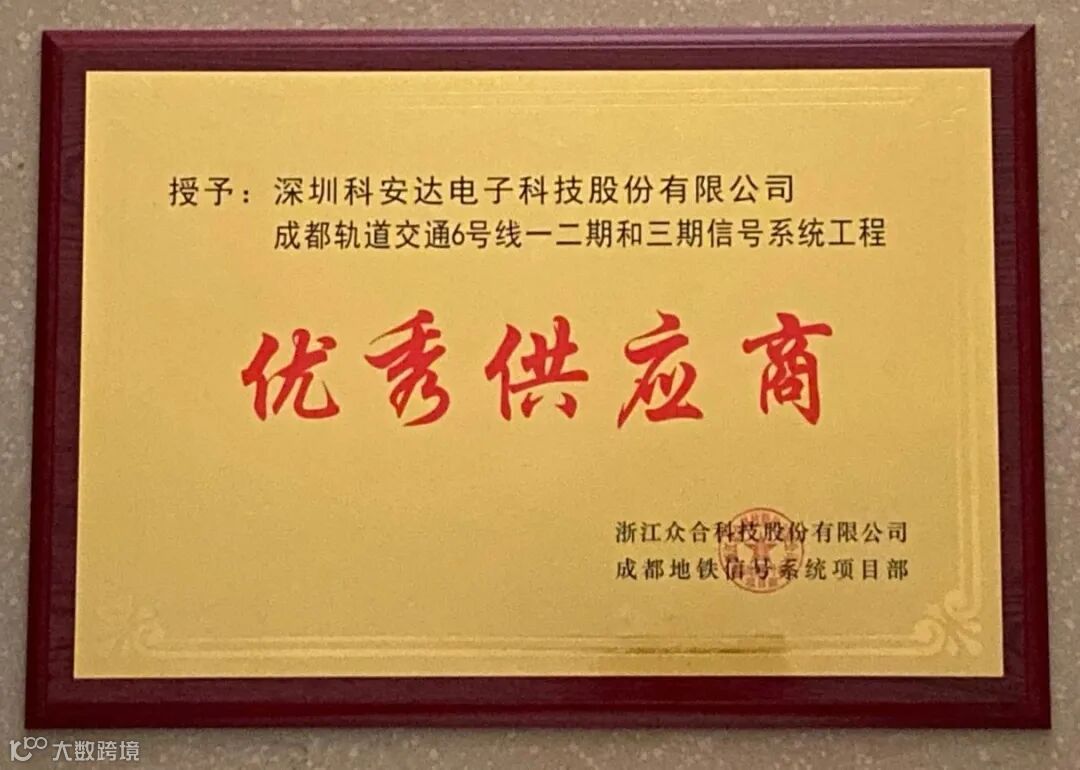 授予：深圳科安达电子科技股份有限公司
成都轨道交通6号线一二期和三期信号系统工程
优秀供应商
浙江众合科技股份有限公司
成都地铁信号系统项目部
大数跨境